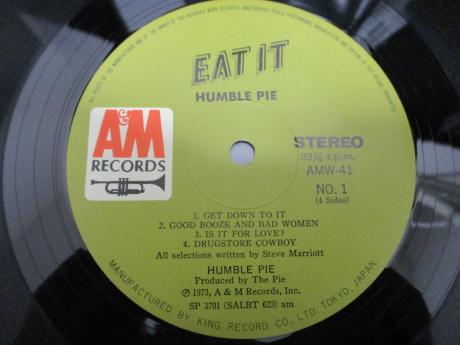 EAT IT
HUMBLE PIE
A&M
RECORDS
STEREO
33⅓ r.p.m.
AMW-41
NO. 1
(4 Sides)
1. GET DOWN TO IT
2. GOOD BOOZE AND BAD WOMEN
3. IS IT FOR LOVE?
4. DRUGSTORE COWBOY
All selections written by Steve Marriott
HUMBLE PIE
Produced by The Pie
Ⓟ1973, A & M Records, Inc.
SP 3701 (SALBT 623) am
MANUFACTURED BY KING RECORD CO., LTD. TOKYO, JAPAN.